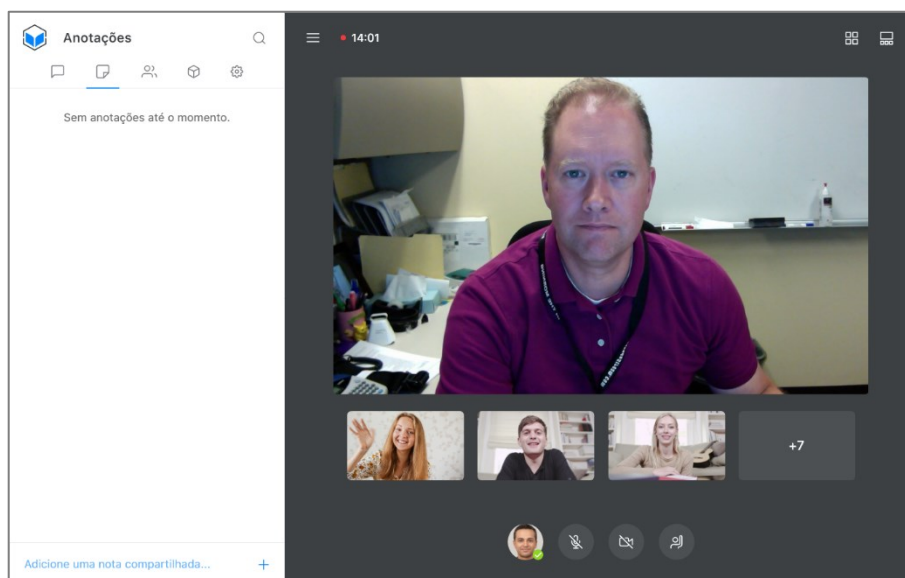 Anotações
14:01
Sem anotações até o momento.
+7
Adicione uma nota compartilhada...